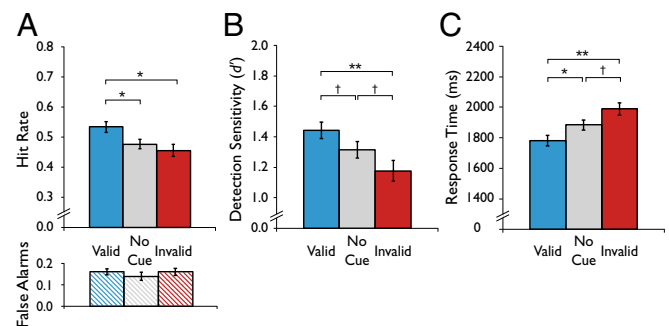 A
Hit Rate
0.8
0.7
0.6
0.5
0.4
0.3
0.0
*
*
Valid
No
Cue
Invalid
False Alarms
0.2
0.1
0.0
B
Detection Sensitivity (d′)
2.0
1.8
1.6
1.4
1.2
1.0
0
**
† †
Valid
No
Cue
Invalid
C
Response Time (ms)
2400
2200
2000
1800
1600
1400
0
**
* †
Valid
No
Cue
Invalid